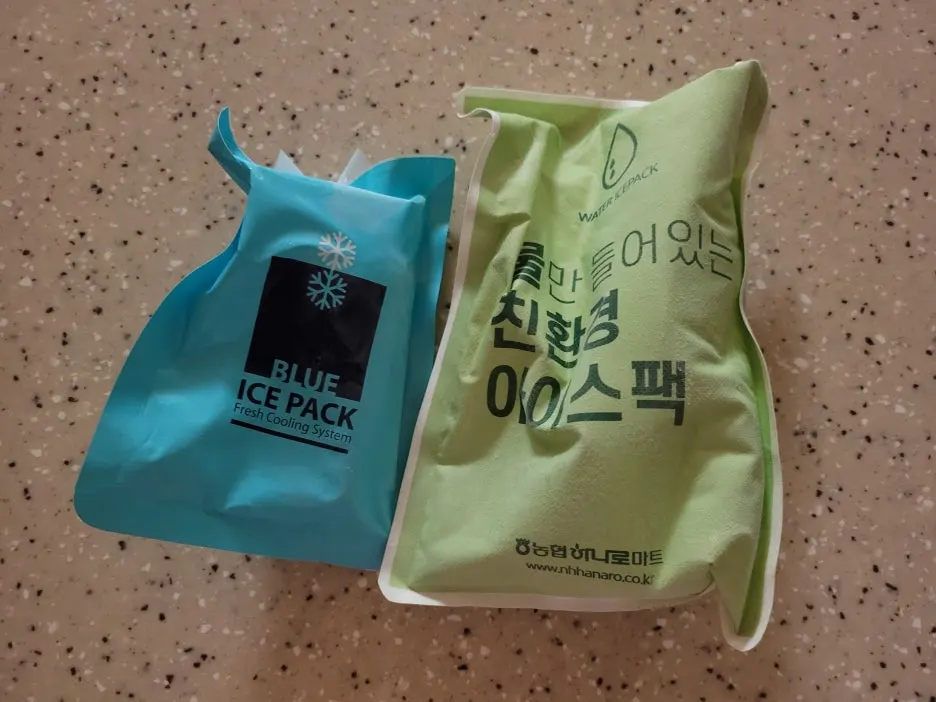 BLUE
ICE PACK
Fresh Cooling System
WATER ICEPACK
물만 들어있는
친환경
아이스팩
농협 하나로마트
www.nhhanaro.co.kr